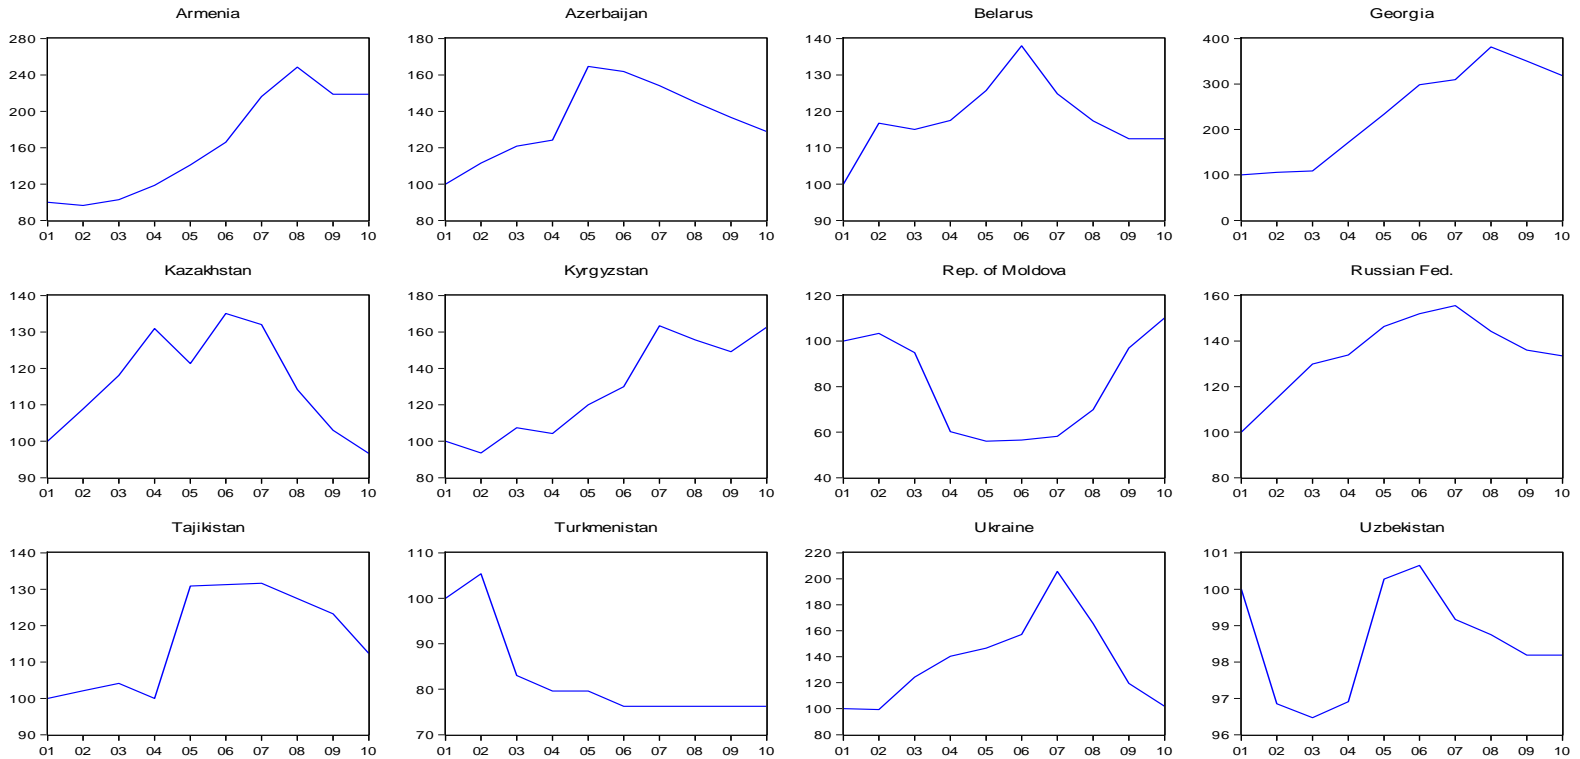 Armenia
280
240
200
160
120
80
01 02 03 04 05 06 07 08 09 10
Azerbaijan
180
160
140
120
100
80
01 02 03 04 05 06 07 08 09 10
Belarus
140
130
120
110
100
90
01 02 03 04 05 06 07 08 09 10
Georgia
400
300
200
100
0
01 02 03 04 05 06 07 08 09 10
Kazakhstan
140
130
120
110
100
90
01 02 03 04 05 06 07 08 09 10
Kyrgyzstan
180
160
140
120
100
80
01 02 03 04 05 06 07 08 09 10
Rep. of Moldova
120
100
80
60
40
01 02 03 04 05 06 07 08 09 10
Russian Fed.
160
140
120
100
80
01 02 03 04 05 06 07 08 09 10
Tajikistan
140
130
120
110
100
90
01 02 03 04 05 06 07 08 09 10
Turkmenistan
110
100
90
80
70
01 02 03 04 05 06 07 08 09 10
Ukraine
220
200
180
160
140
120
100
80
01 02 03 04 05 06 07 08 09 10
Uzbekistan
101
100
99
98
97
96
01 02 03 04 05 06 07 08 09 10